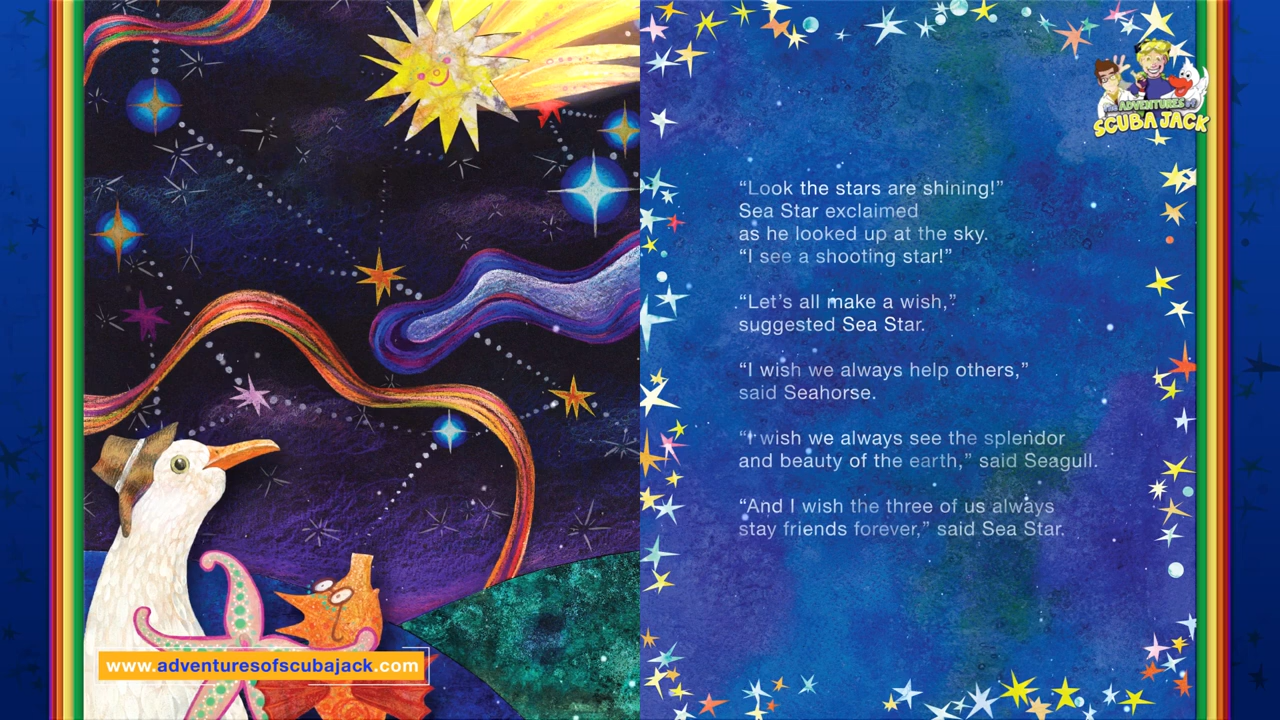 THE ADVENTURES OF
SCUBA JACK
“Look the stars are shining!”
Sea Star exclaimed
as he looked up at the sky.
“I see a shooting star!”
“Let’s all make a wish,”
suggested Sea Star.
“I wish we always help others,”
said Seahorse.
“I wish we always see the splendor
and beauty of the earth,” said Seagull.
“And I wish the three of us always
stay friends forever,” said Sea Star.
www.adventuresofscubajack.com